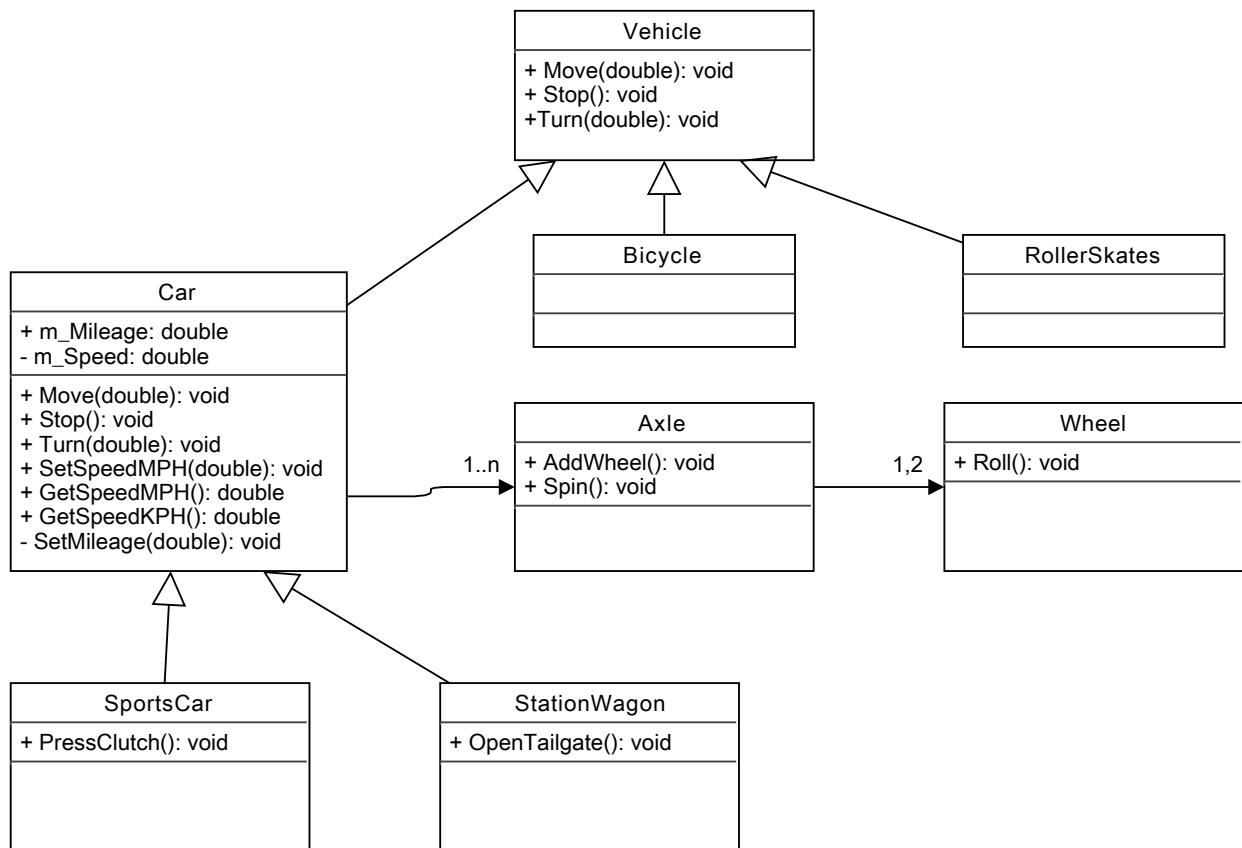 Vehicle
+ Move(double): void
+ Stop(): void
+Turn(double): void
Bicycle
RollerSkates
Car
+ m_Mileage: double
- m_Speed: double
+ Move(double): void
+ Stop(): void
+ Turn(double): void
+ SetSpeedMPH(double): void
+ GetSpeedMPH(): double
+ GetSpeedKPH(): double
- SetMileage(double): void
1..n
Axle
+ AddWheel(): void
+ Spin(): void
1,2
Wheel
+ Roll(): void
SportsCar
+ PressClutch(): void
StationWagon
+ OpenTailgate(): void